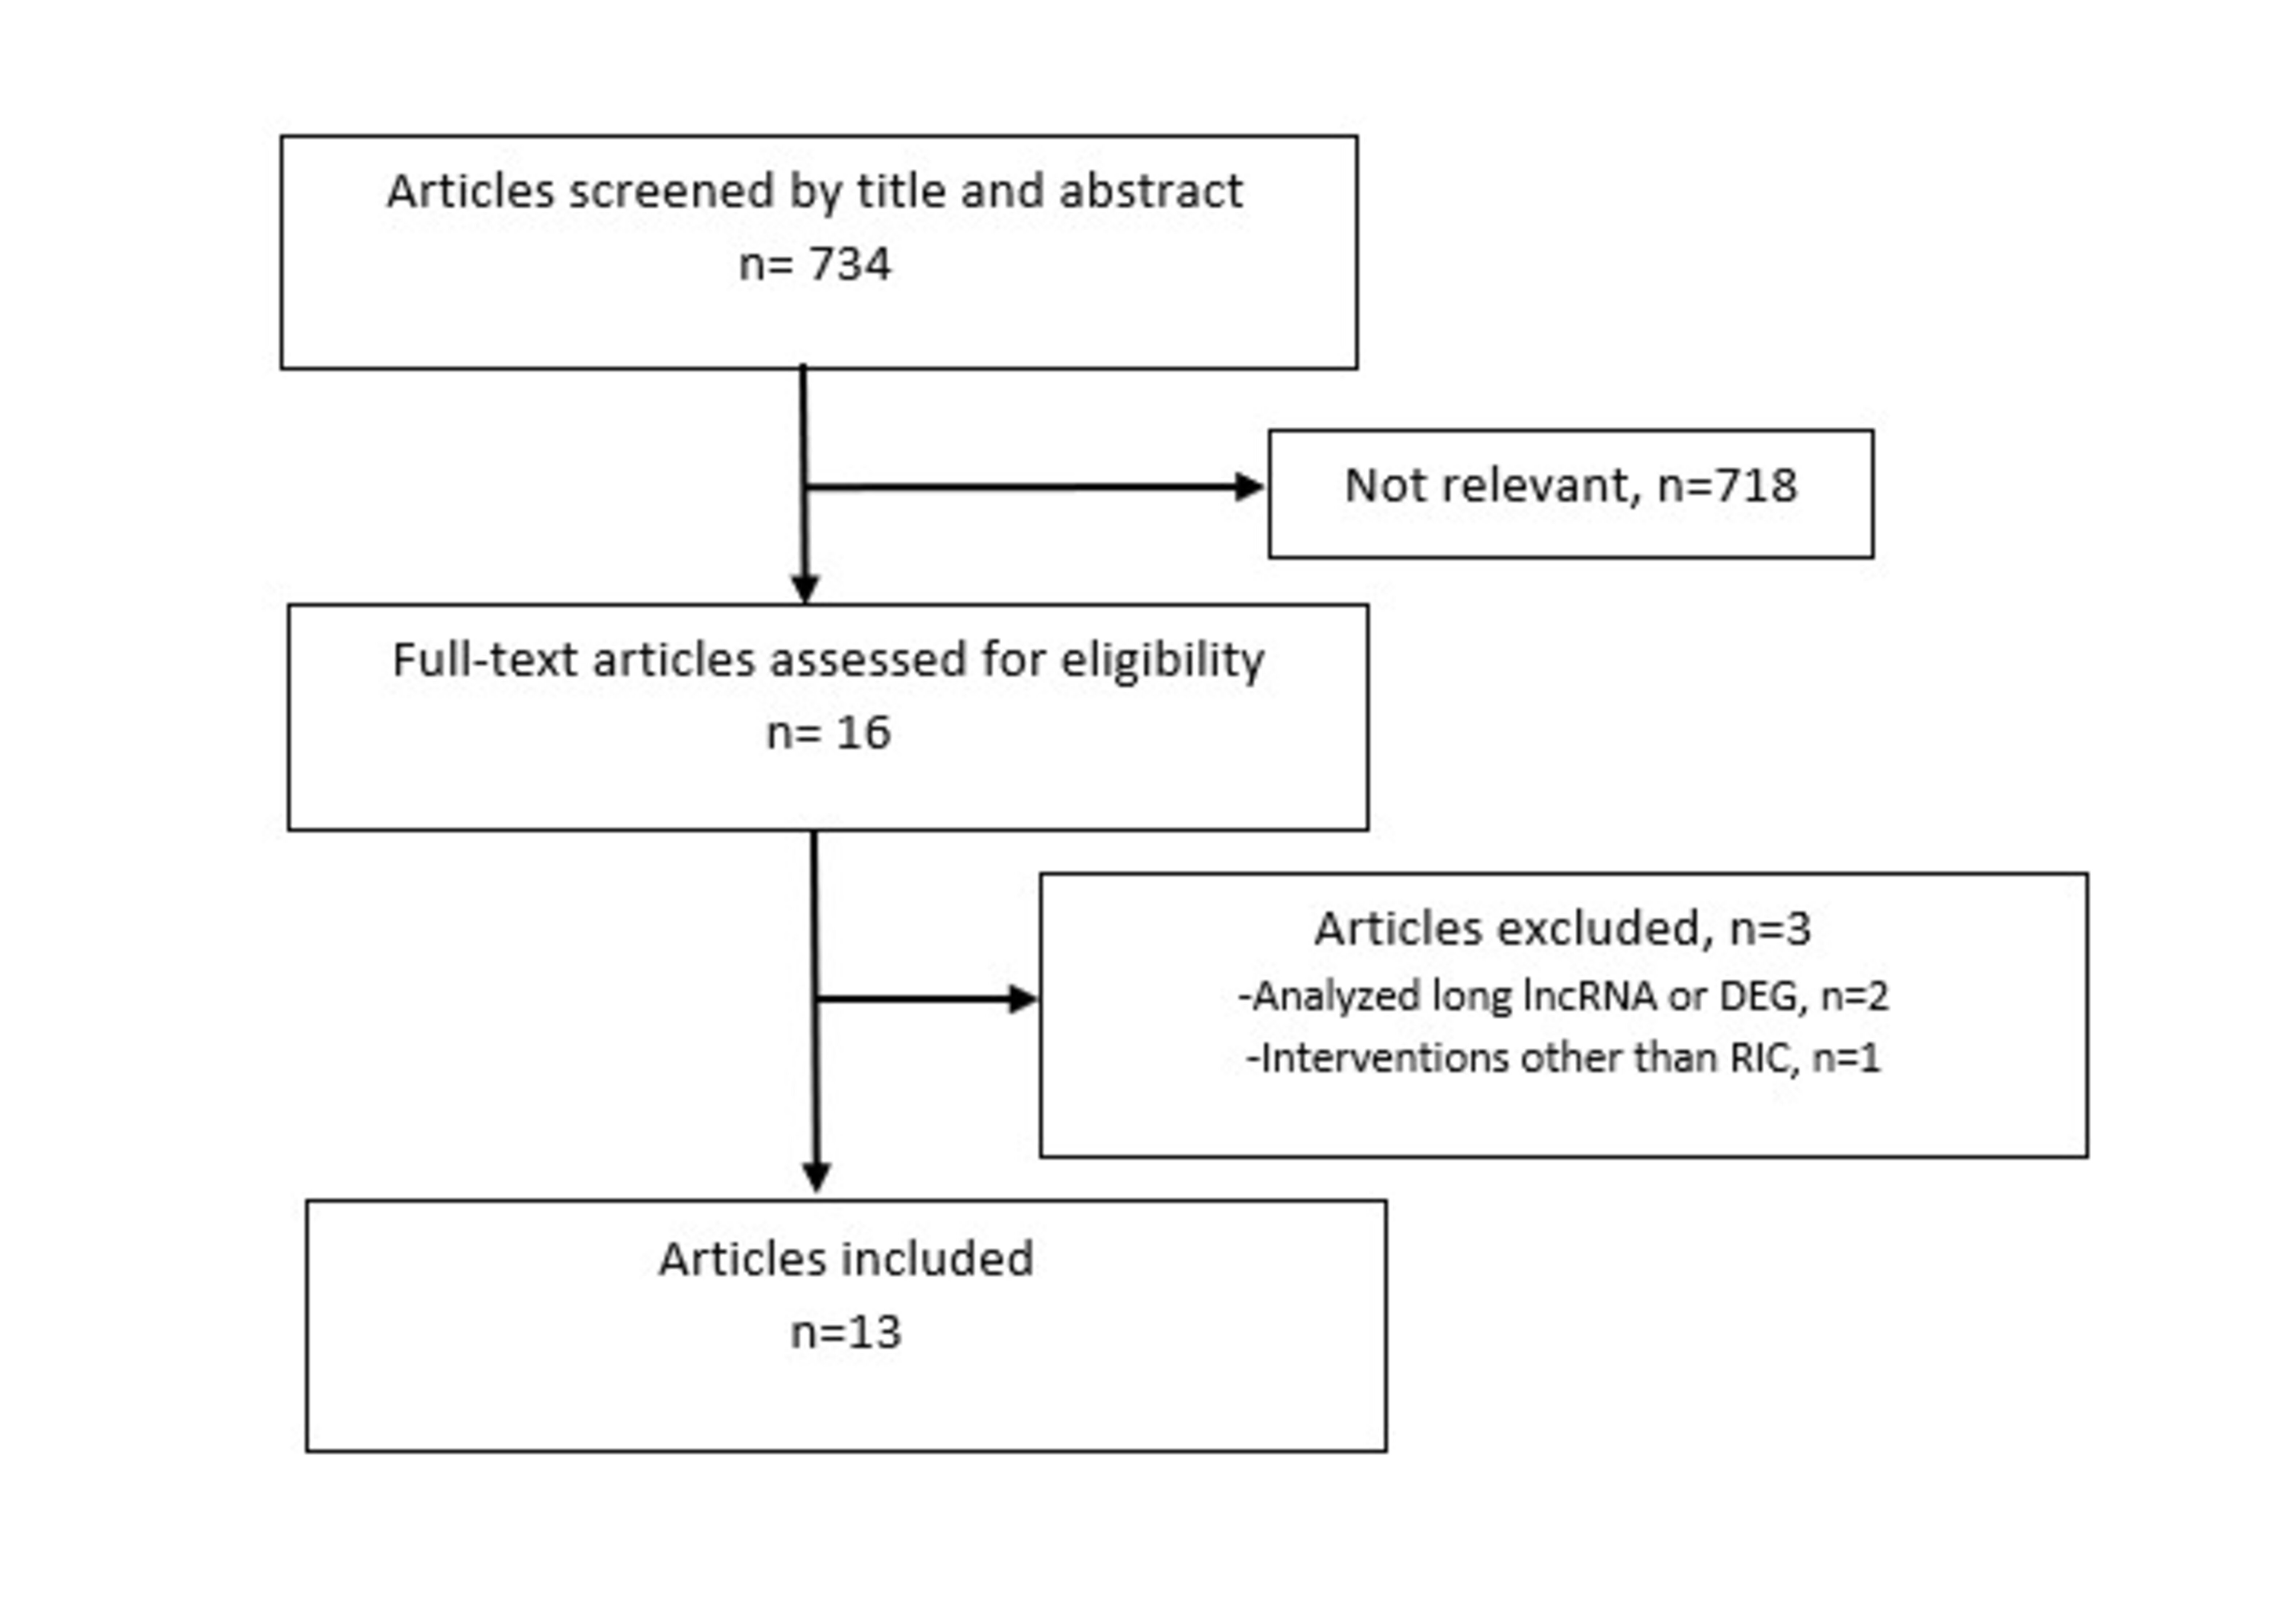 Articles screened by title and abstract
n= 734
Not relevant, n=718
Full-text articles assessed for eligibility
n= 16
Articles excluded, n=3
-Analyzed long lncRNA or DEG, n=2
-Interventions other than RIC, n=1
Articles included
n=13